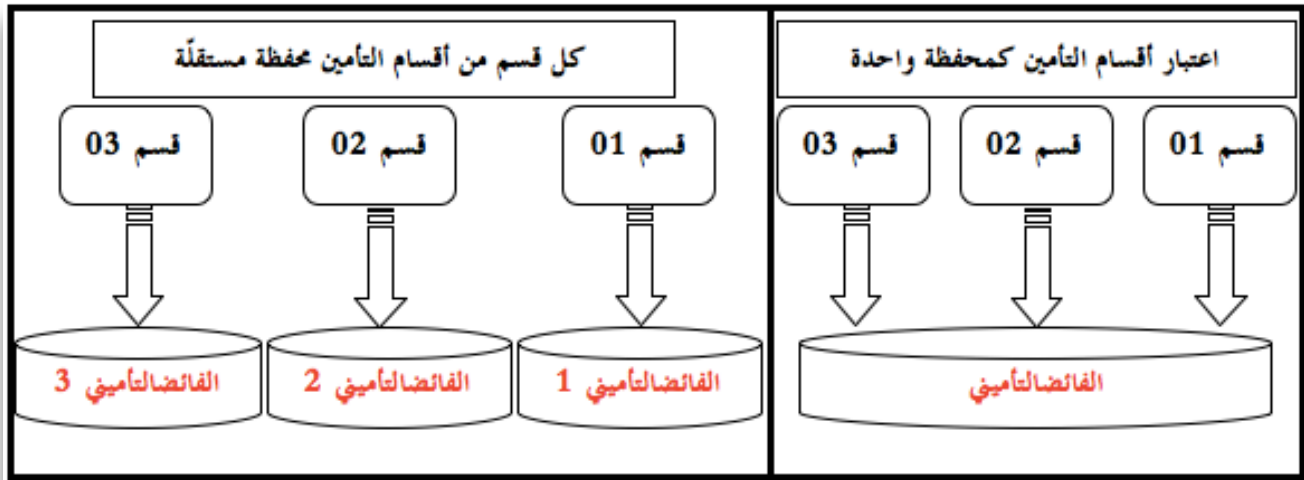 اعتبار أقسام التأمين كمحفظة واحدة
قسم 01
قسم 02
قسم 03
الفائضالتأميني
كل قسم من أقسام التأمين محفظة مستقلّة
قسم 01
قسم 02
قسم 03
الفائضالتأميني 1
الفائضالتأميني 2
الفائضالتأميني 3